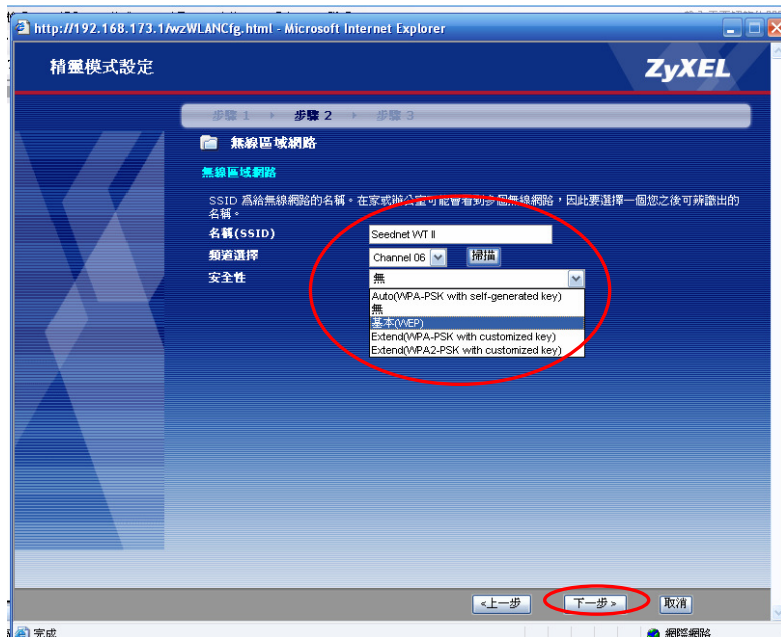 http://192.168.173.1/wzWLANCfg.html - Microsoft Internet Explorer
精靈模式設定
ZyXEL
步驟 1 › 步驟 2 › 步驟 3
無線區域網路
無線區域網路
SSID 為給無線網路的名稱。在家或辦公室可能會看到多個無線網路，因此要選擇一個您之後可辨識出的
名稱。
名稱(SSID) Seednet WT II
頻道選擇 Channel 06 掃描
安全性 無
Auto(WPA-PSK with self-generated key)
無
基本(WEP)
Extend(WPA-PSK with customized key)
Extend(WPA2-PSK with customized key)
«上一步 下一步 » 取消
完成 網際網路